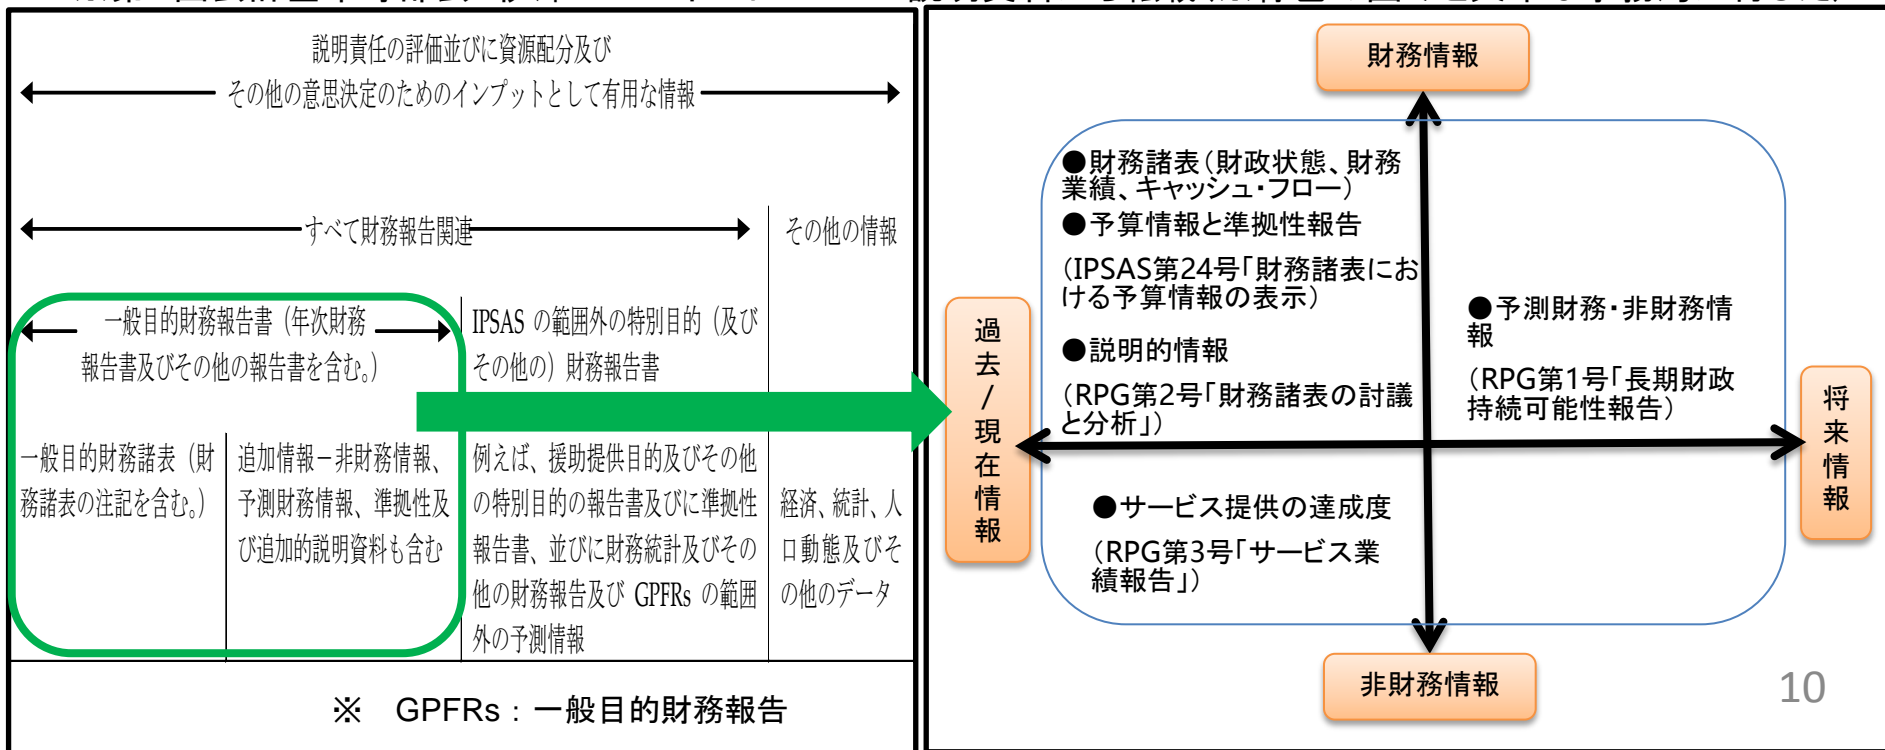 説明責任の評価並びに資源配分及び
その他の意思決定のためのインプットとして有用な情報
すべて財務報告関連
その他の情報
一般目的財務報告書（年次財務
報告書及びその他の報告書を含む。）
IPSAS の範囲外の特別目的（及び
その他の）財務報告書
一般目的財務諸表（財
務諸表の注記を含む。）
追加情報－非財務情報、
予測財務情報、準拠性及
び追加的説明資料も含む
例えば、援助提供目的及びその他
の特別目的の報告書及びに準拠性
報告書、並びに財務統計及びその
他の財務報告及び GPFRs の範囲
外の予測情報
経済、統計、人
口動態及びそ
の他のデータ
※　GPFRs：一般目的財務報告
財務情報
●財務諸表（財政状態、財務
業績、キャッシュ・フロー）
●予算情報と準拠性報告
（IPSAS第24号「財務諸表にお
ける予算情報の表示）
●説明的情報
（RPG第2号「財務諸表の討議
と分析」）
●予測財務・非財務情
報
（RPG第1号「長期財政
持続可能性報告）
過去/現在情報
将来情報
●サービス提供の達成度
（RPG第3号「サービス業
績報告」）
非財務情報
10